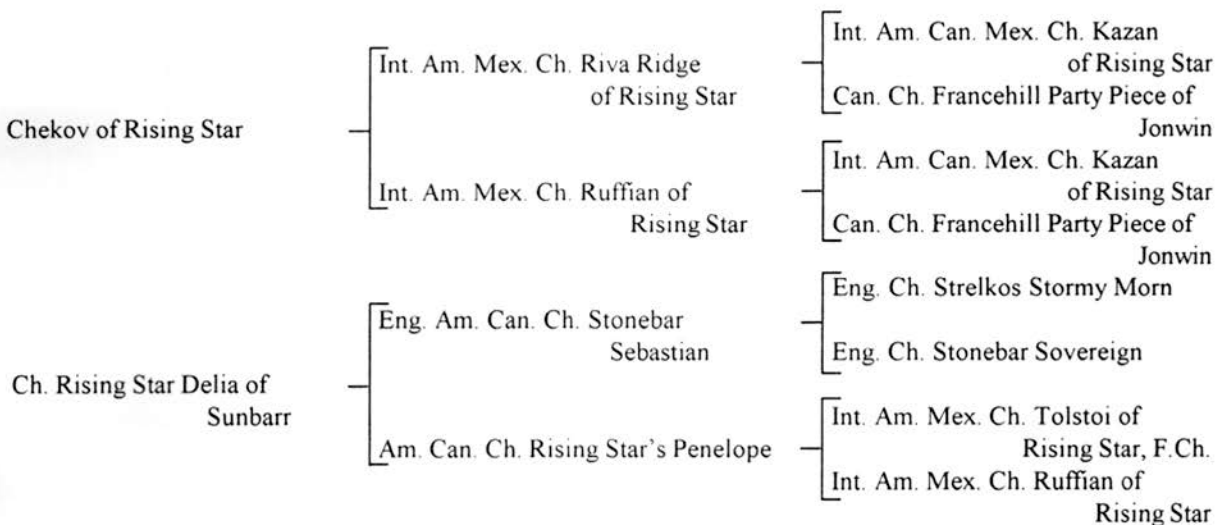 Chekov of Rising Star
Int. Am. Mex. Ch. Riva Ridge
of Rising Star
Int. Am. Can. Mex. Ch. Kazan
of Rising Star
Can. Ch. Francehill Party Piece of
Jonwin
Int. Am. Mex. Ch. Ruffian of
Rising Star
Int. Am. Can. Mex. Ch. Kazan
of Rising Star
Can. Ch. Francehill Party Piece of
Jonwin
Ch. Rising Star Delia of
Sunbarr
Eng. Am. Can. Ch. Stonebar
Sebastian
Eng. Ch. Strelkos Stormy Morn
Eng. Ch. Stonebar Sovereign
Am. Can. Ch. Rising Star's Penelope
Int. Am. Mex. Ch. Tolstoi of
Rising Star, F.Ch.
Int. Am. Mex. Ch. Ruffian of
Rising Star